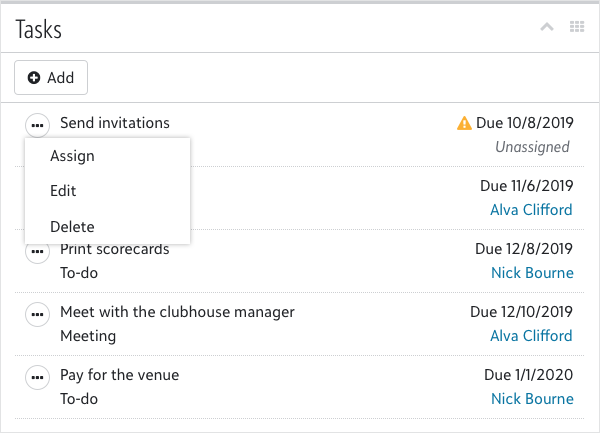 Tasks
Add
Send invitations
Due 10/8/2019
Unassigned
Assign
Edit
Delete
Due 11/6/2019
Alva Clifford
Print scorecards
Due 12/8/2019
To-do
Nick Bourne
Meet with the clubhouse manager
Due 12/10/2019
Meeting
Alva Clifford
Pay for the venue
Due 1/1/2020
To-do
Nick Bourne